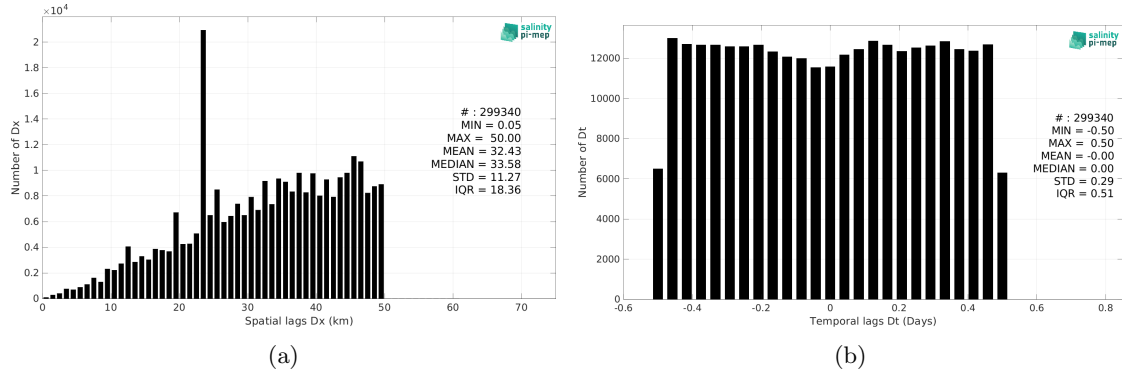 ×10⁴
2
1.8
1.6
1.4
1.2
1
0.8
0.6
0.4
0.2
0
Number of Dx
0 10 20 30 40 50 60 70
Spatial lags Dx (km)
salinity
pi-mep
# : 299340
MIN = 0.05
MAX = 50.00
MEAN = 32.43
MEDIAN = 33.58
STD = 11.27
IQR = 18.36
(a)
12000
10000
8000
6000
4000
2000
0
Number of Dt
-0.6 -0.4 -0.2 0 0.2 0.4 0.6 0.8
Temporal lags Dt (Days)
salinity
pi-mep
# : 299340
MIN = -0.50
MAX = 0.50
MEAN = -0.00
MEDIAN = 0.00
STD = 0.29
IQR = 0.51
(b)